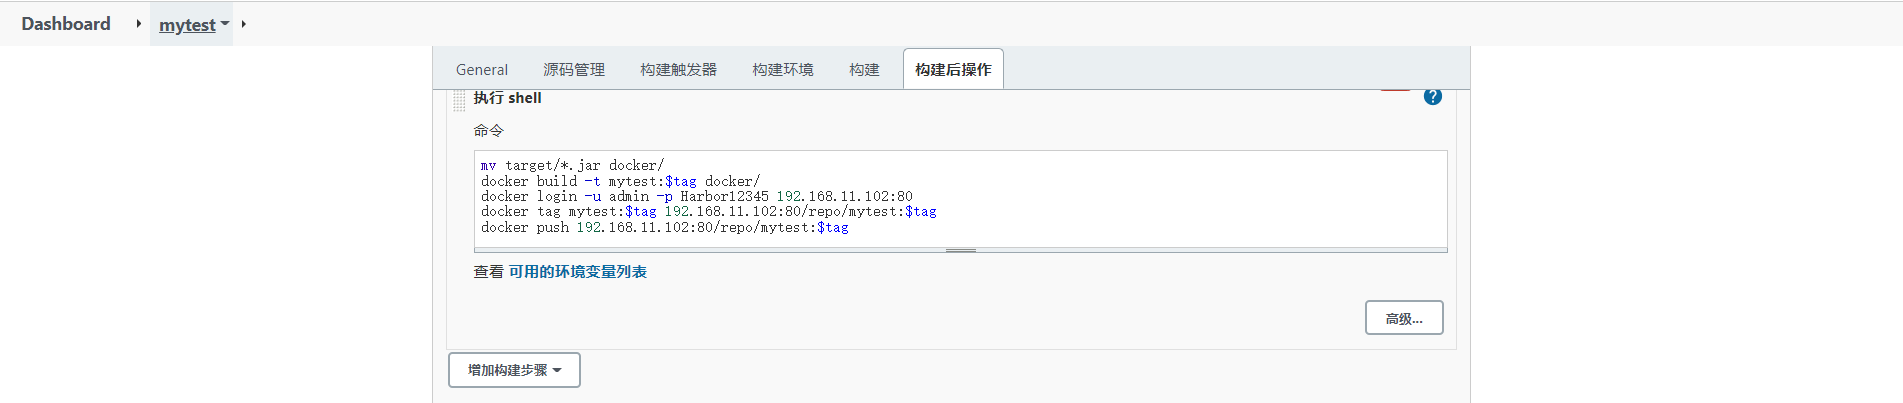 Dashboard mytest
General 源码管理 构建触发器 构建环境 构建 构建后操作
执行 shell
?
命令
mv target/*.jar docker/
docker build -t mytest:$tag docker/
docker login -u admin -p Harbor12345 192.168.11.102:80
docker tag mytest:$tag 192.168.11.102:80/repo/mytest:$tag
docker push 192.168.11.102:80/repo/mytest:$tag
查看 可用的环境变量列表
高级...
增加构建步骤